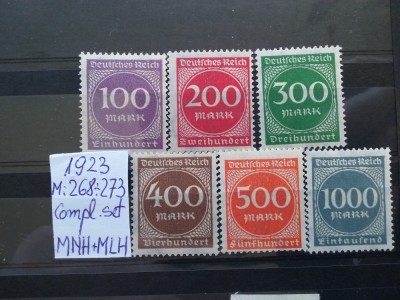 Deutsches Reich
100
MARK
Einhundert
Deutsches Reich
200
MARK
Zweihundert
Deutsches Reich
300
MARK
Dreihundert
1923
M:268-273
compl. set
MNH+MLH
Deutsches Reich
400
MARK
Vierhundert
Deutsches Reich
500
MARK
Fünfhundert
Deutsches Reich
1000
MARK
Eintausend